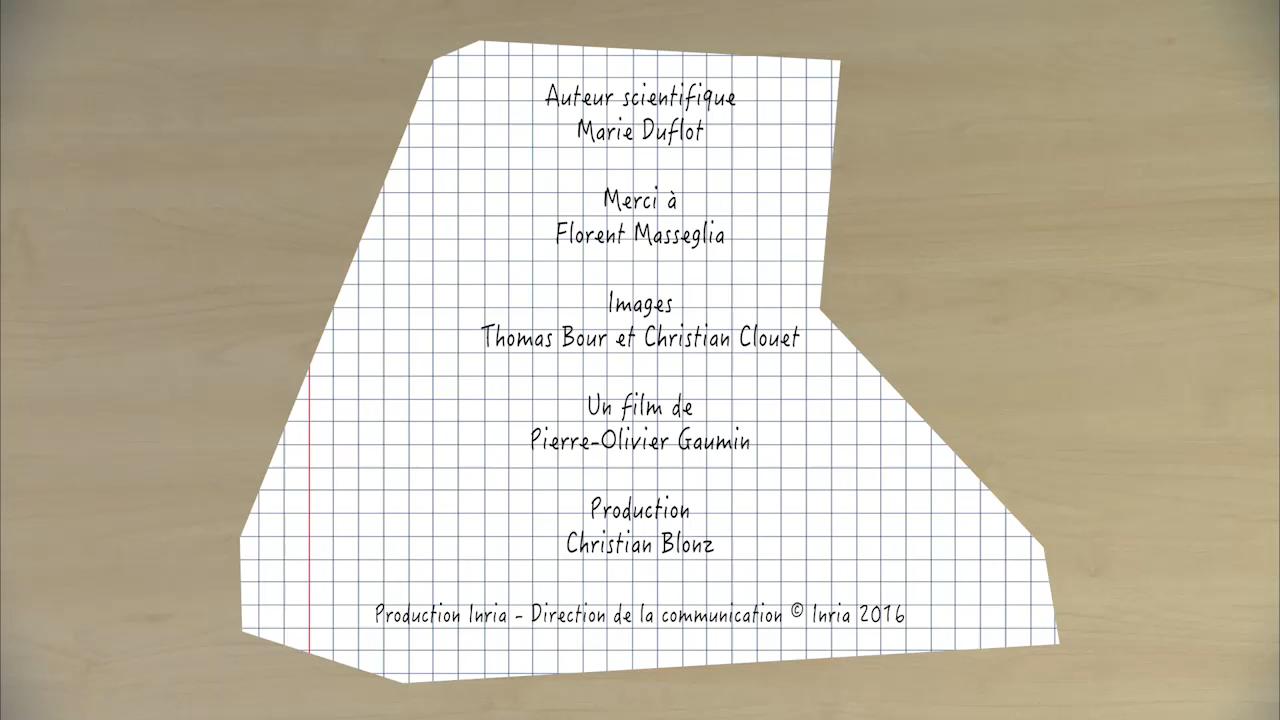 Auteur scientifique
Marie Duflot
Merci à
Florent Masseglia
Images
Thomas Bour et Christian Clouet
Un film de
Pierre-Olivier Gaumin
Production
Christian Blonz
Production Inria - Direction de la communication © Inria 2016